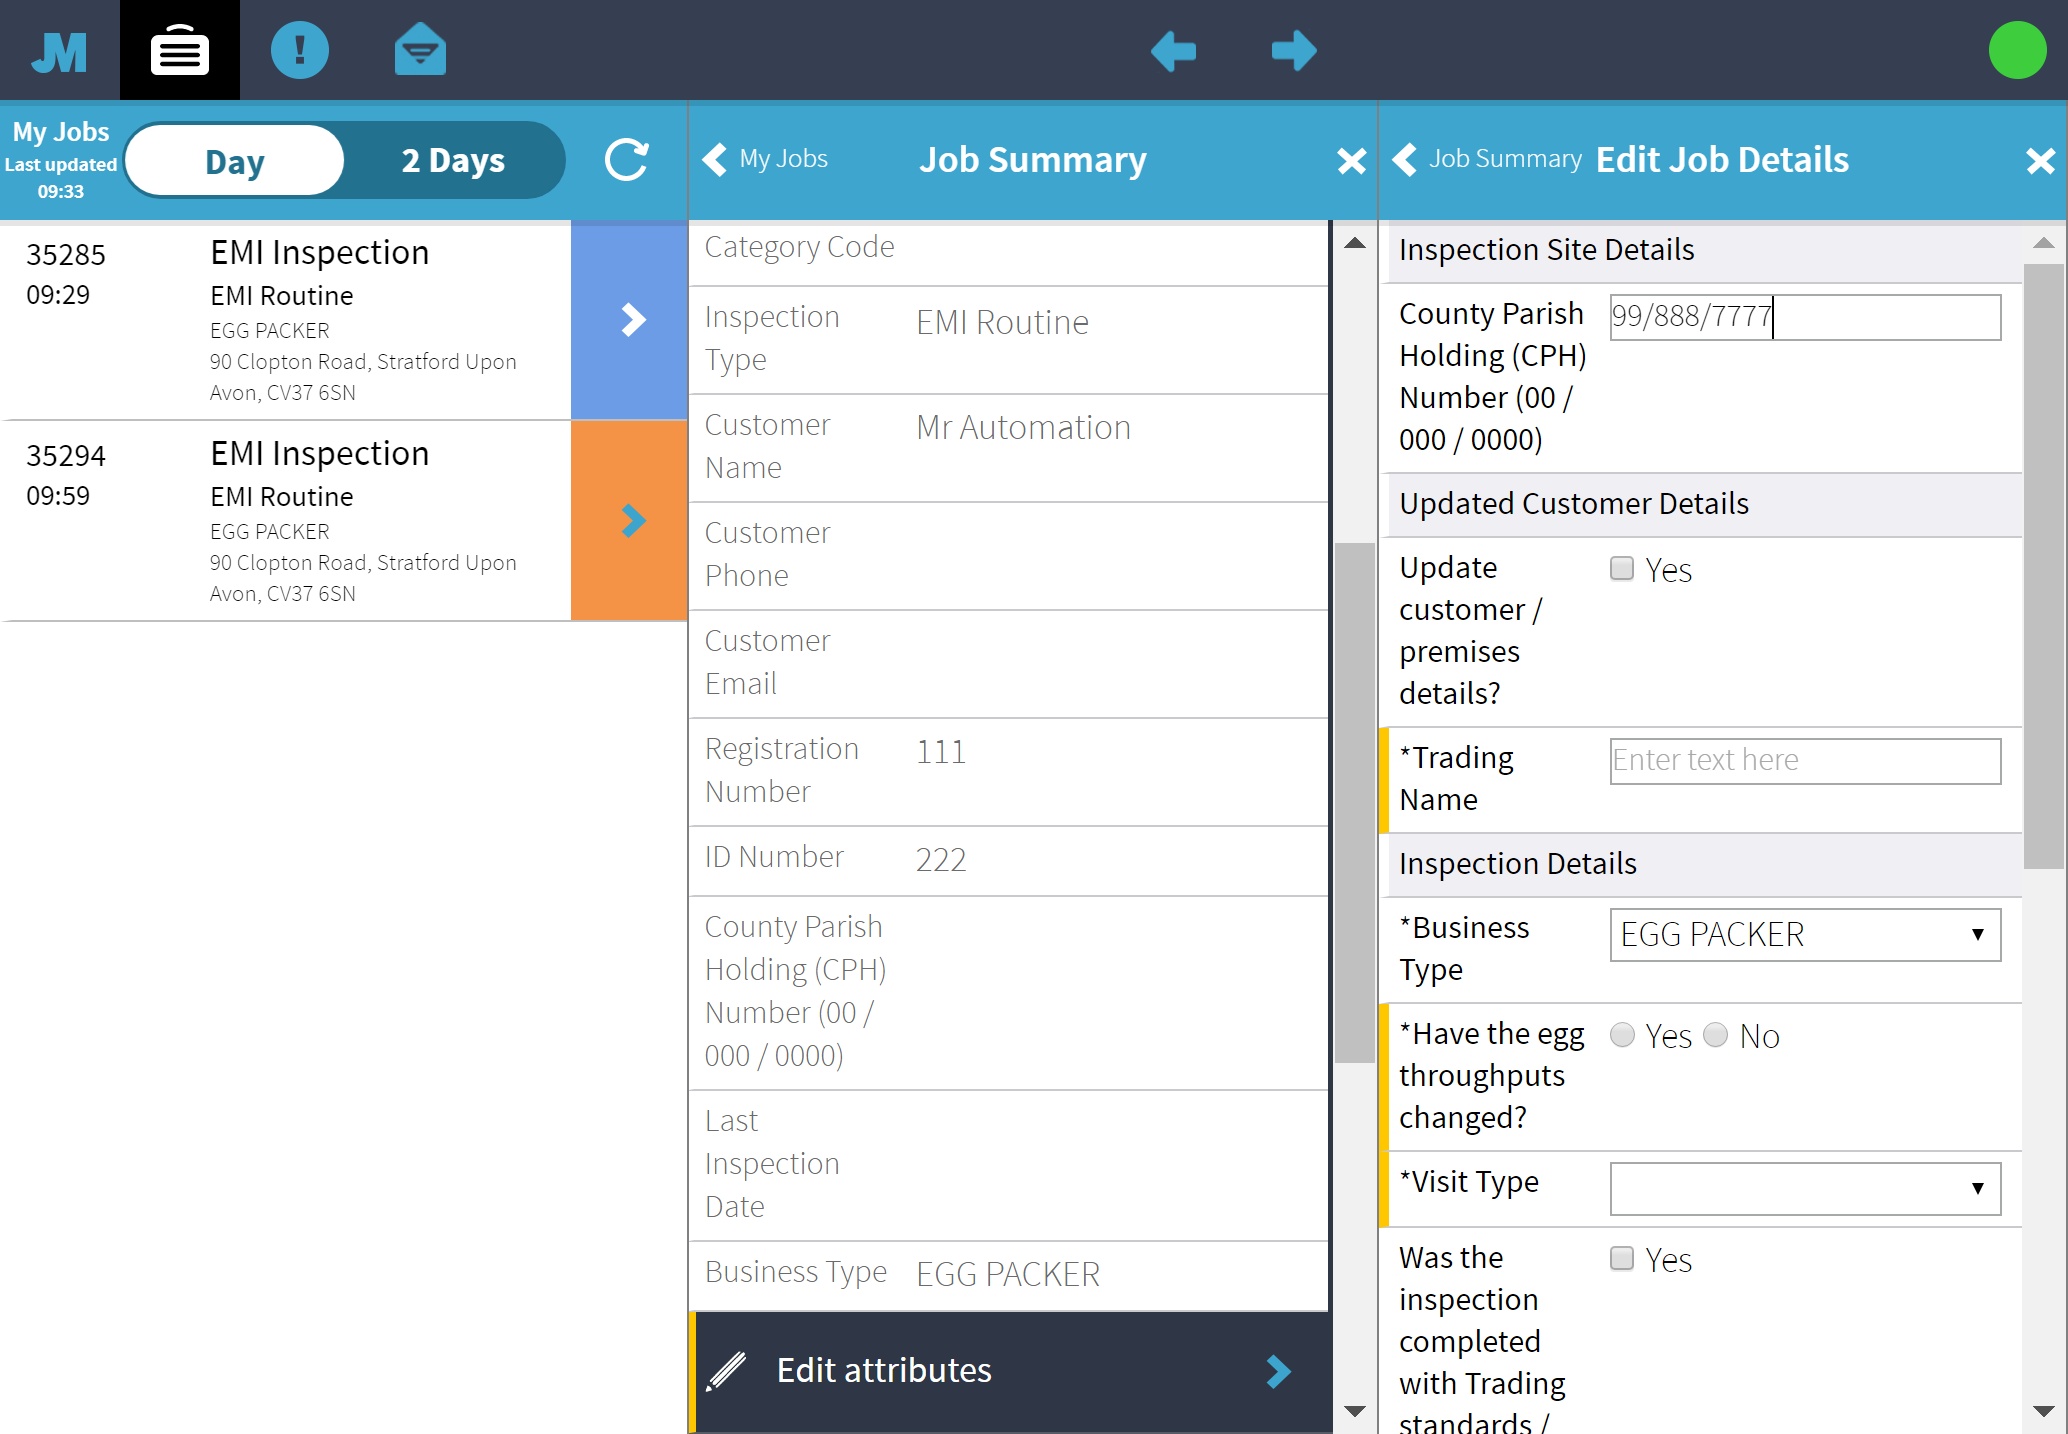 JM
My Jobs
Last updated
09:33
Day
2 Days
My Jobs
Job Summary
Job Summary
Edit Job Details
35285
09:29
EMI Inspection
EMI Routine
EGG PACKER
90 Clopton Road, Stratford Upon
Avon, CV37 6SN
35294
09:59
EMI Inspection
EMI Routine
EGG PACKER
90 Clopton Road, Stratford Upon
Avon, CV37 6SN
Category Code
Inspection
Type
EMI Routine
Customer
Name
Mr Automation
Customer
Phone
Customer
Email
Registration
Number
111
ID Number
222
County Parish
Holding (CPH)
Number (00 /
000 / 0000)
Last
Inspection
Date
Business Type
EGG PACKER
Edit attributes
Inspection Site Details
County Parish
Holding (CPH)
Number (00 /
000 / 0000)
99/888/7777
Updated Customer Details
Update
customer /
premises
details?
Yes
*Trading
Name
Enter text here
Inspection Details
*Business
Type
EGG PACKER
*Have the egg
throughputs
changed?
Yes
No
*Visit Type
Was the
inspection
completed
with Trading
standards /
Yes